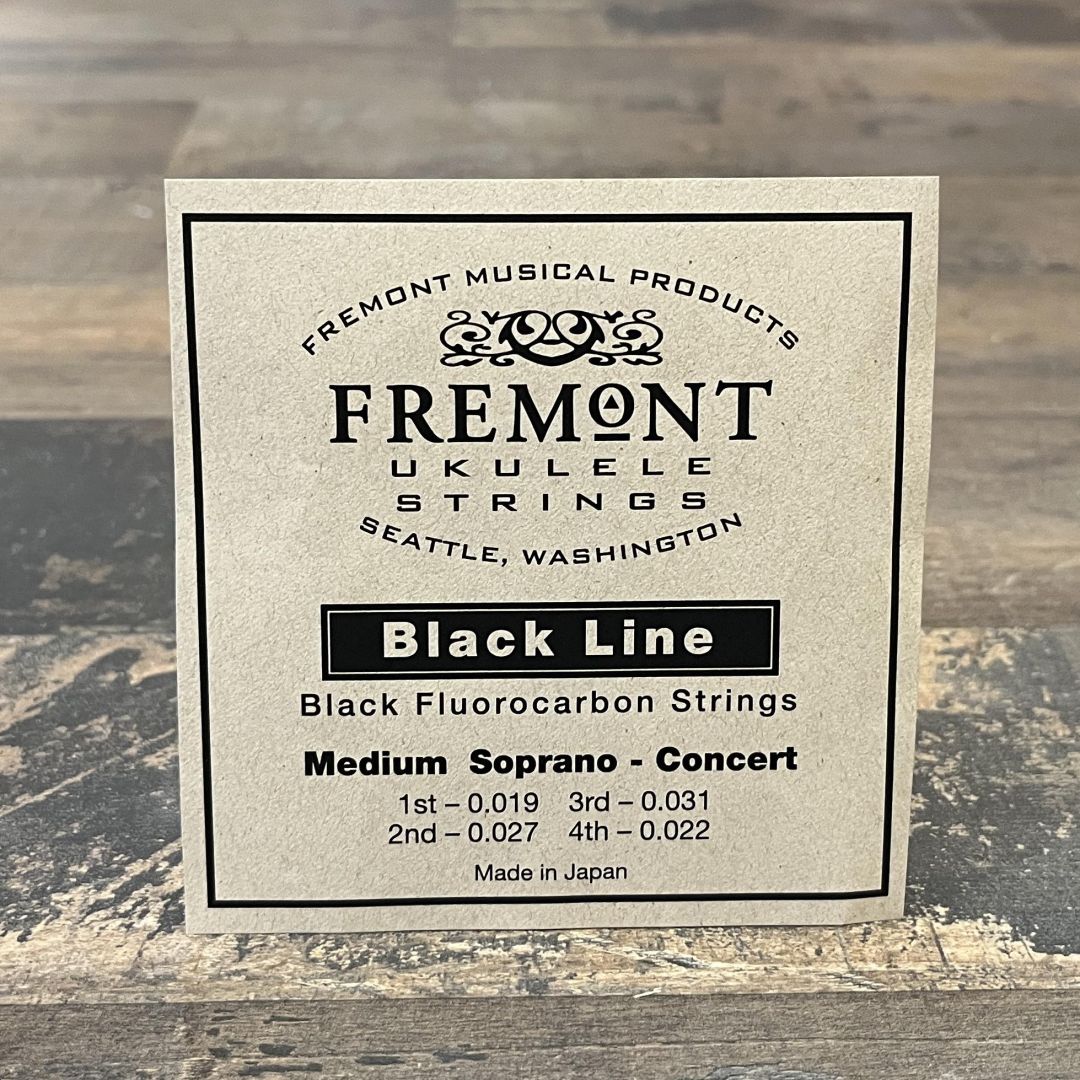 FREMONT MUSICAL PRODUCTS
FREMONT
UKULELE
STRINGS
SEATTLE, WASHINGTON
Black Line
Black Fluorocarbon Strings
Medium Soprano - Concert
1st – 0.019 3rd – 0.031
2nd – 0.027 4th – 0.022
Made in Japan